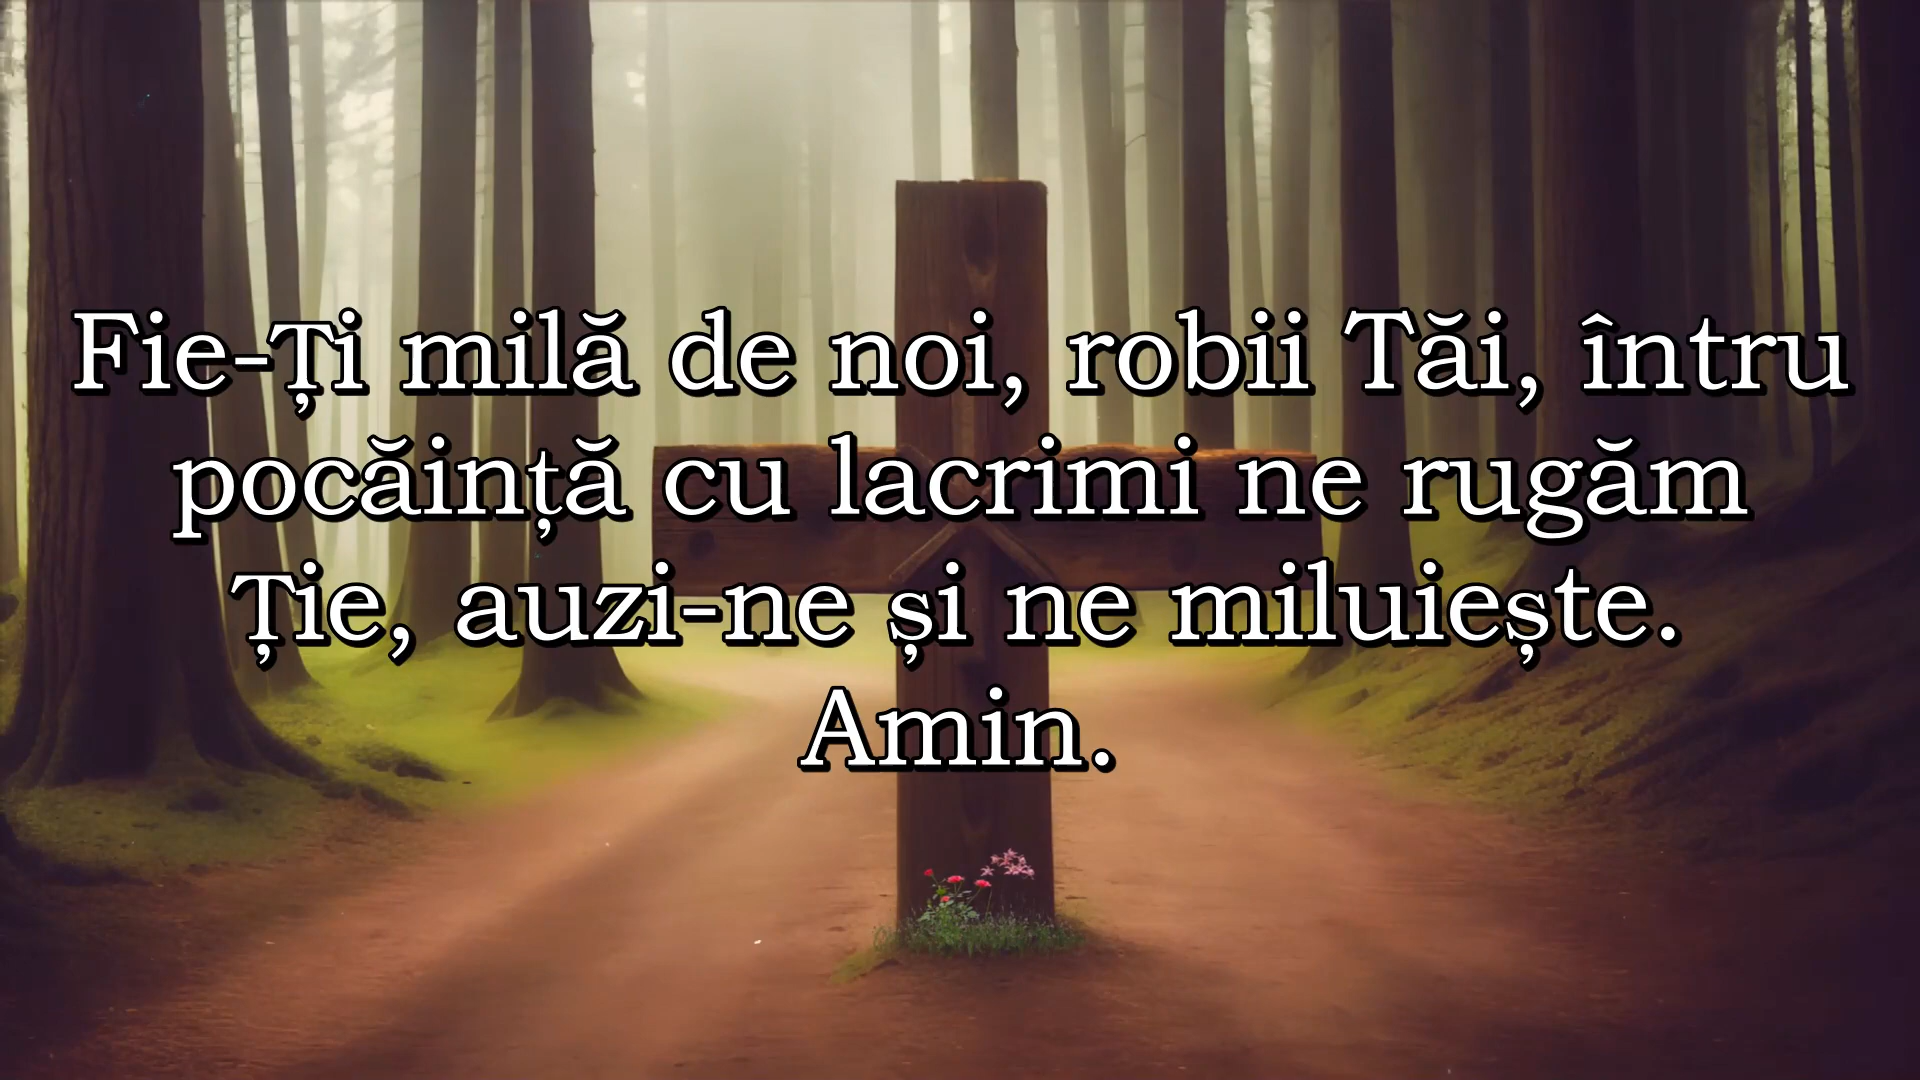 Fie-Ți milă de noi, robii Tăi, întru
pocăință cu lacrimi ne rugăm
Ție, auzi-ne și ne miluiește.
Amin.